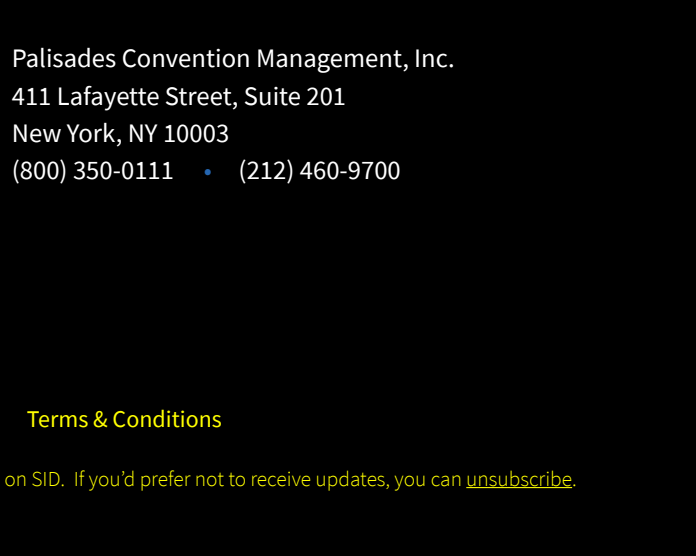 Palisades Convention Management, Inc.
411 Lafayette Street, Suite 201
New York, NY 10003
(800) 350-0111 • (212) 460-9700
Terms & Conditions
on SID. If you’d prefer not to receive updates, you can unsubscribe.